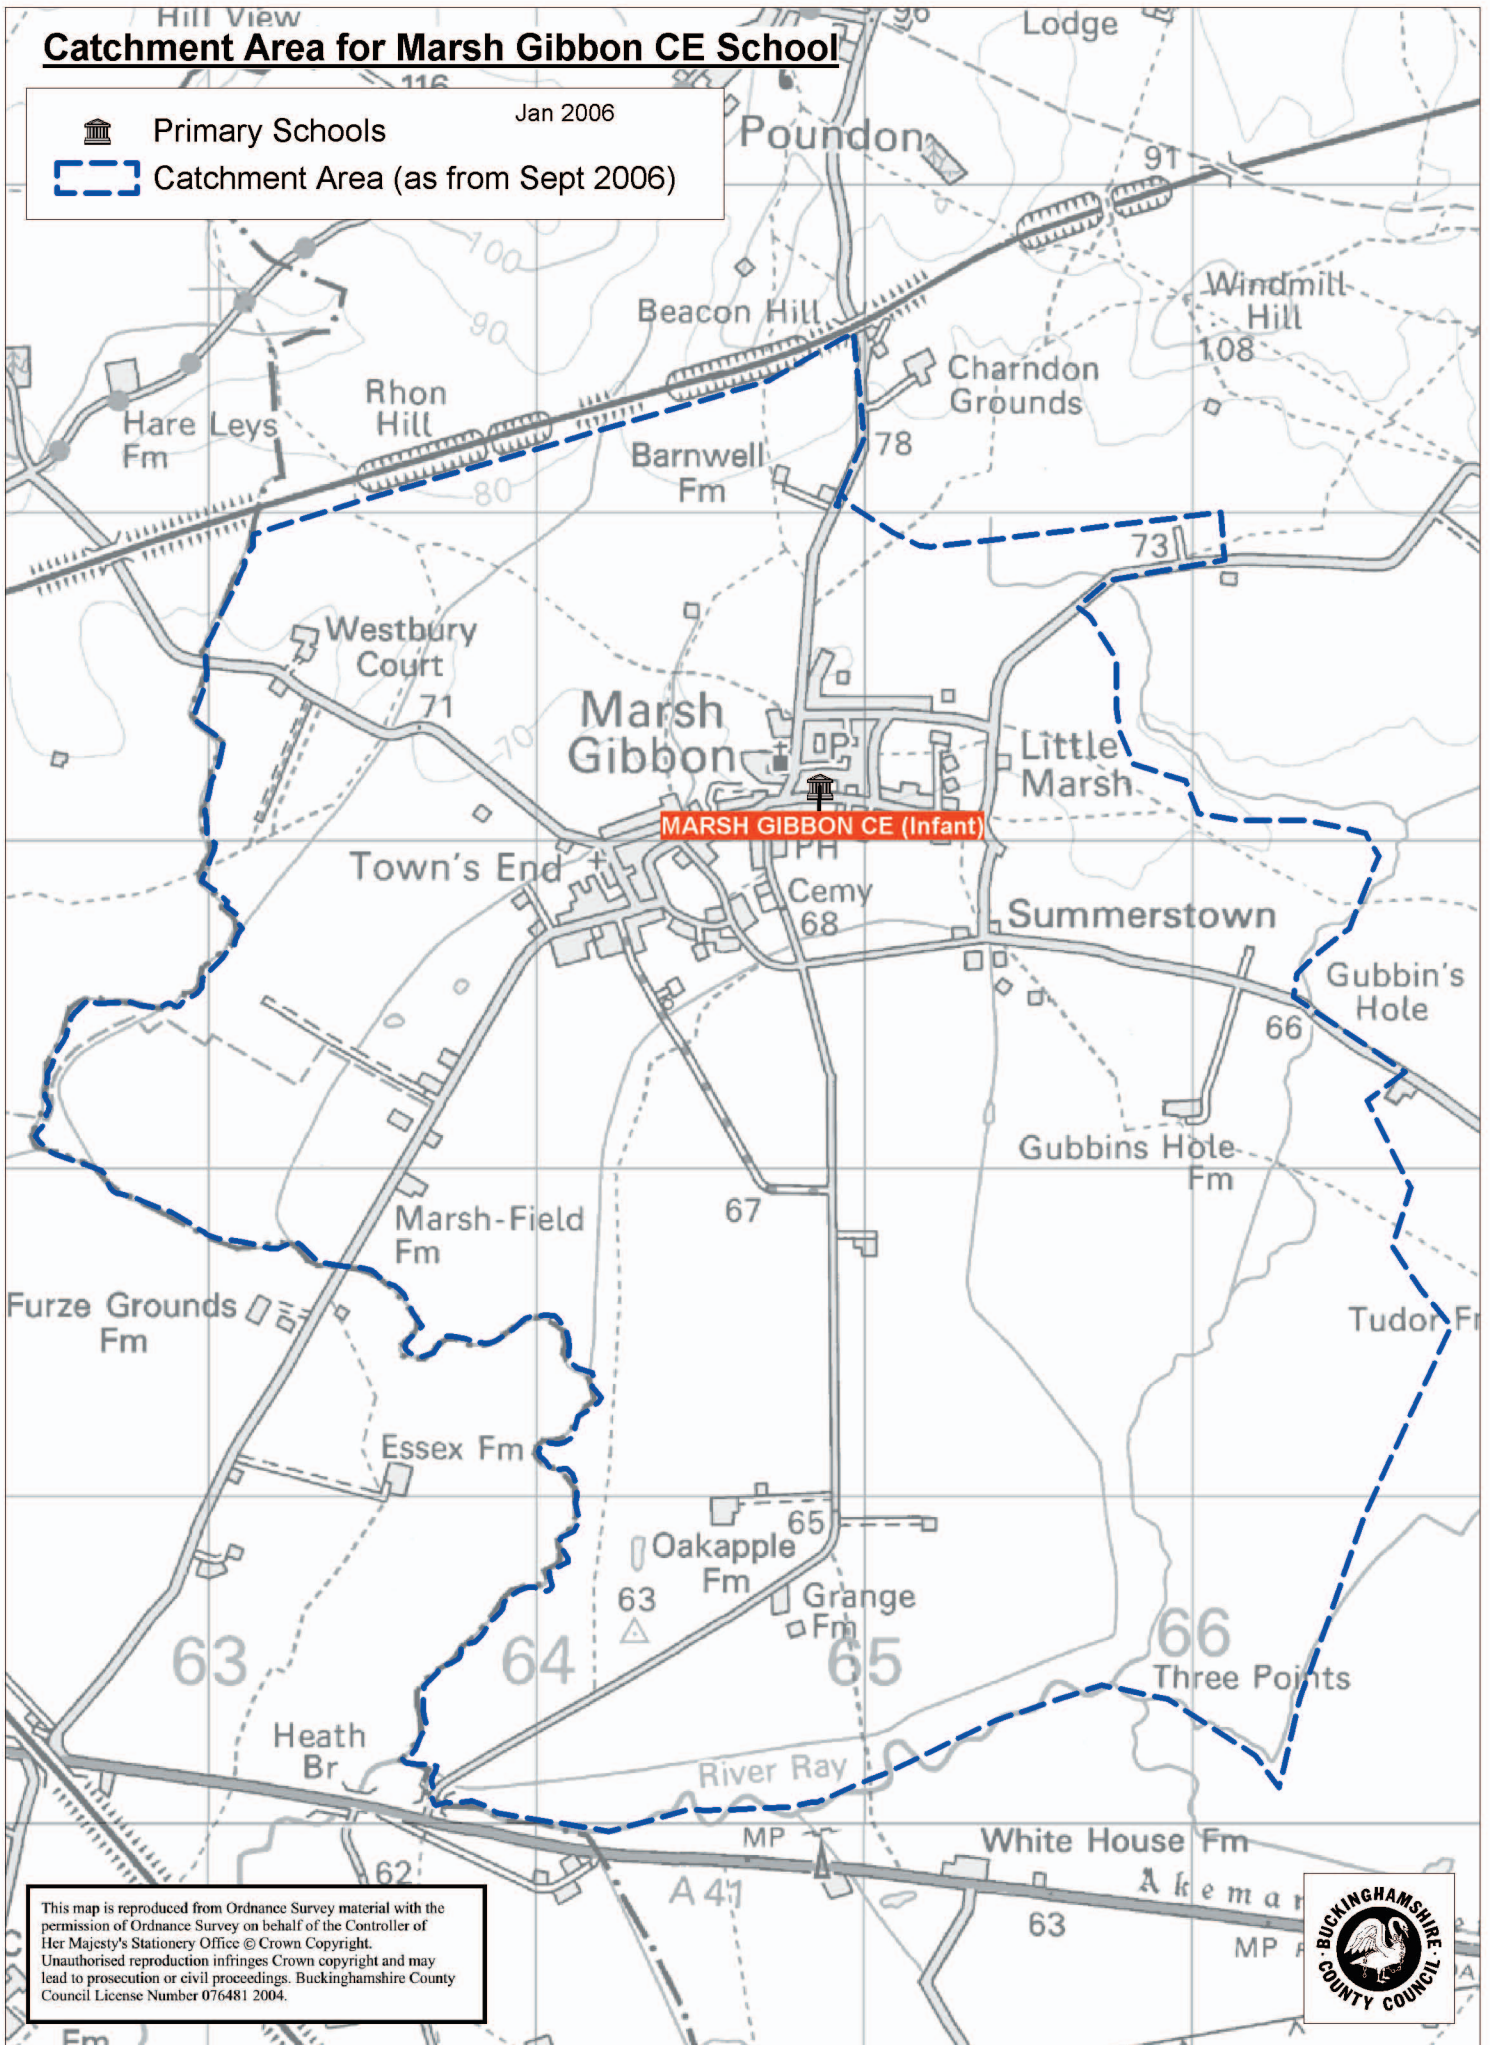 Hill View
Catchment Area for Marsh Gibbon CE School
96
Lodge
116
Jan 2006
Primary Schools
Catchment Area (as from Sept 2006)
Poundon
91
100
90
Beacon Hill
Windmill
Hill
108
Rhon
Hill
Charndon
Grounds
Hare Leys
Fm
78
Barnwell
Fm
80
73
Westbury
Court
71
70
Marsh
Gibbon
P
Little
Marsh
MARSH GIBBON CE (Infant)
PH
Town's End
Cemy
68
Summerstown
Gubbin's
Hole
66
Gubbins Hole
Fm
67
Marsh-Field
Fm
Furze Grounds
Fm
Tudor
Essex Fm
65
Oakapple
Fm
63
Grange
Fm
63
64
65
66
Three Points
Heath
Br
River Ray
MP
White House Fm
62
A 41
Akemar
63
MP
This map is reproduced from Ordnance Survey material with the
permission of Ordnance Survey on behalf of the Controller of
Her Majesty's Stationery Office © Crown Copyright.
Unauthorised reproduction infringes Crown copyright and may
lead to prosecution or civil proceedings. Buckinghamshire County
Council License Number 076481 2004.
BUCKINGHAMSHIRE
COUNTY COUNCIL
Fm